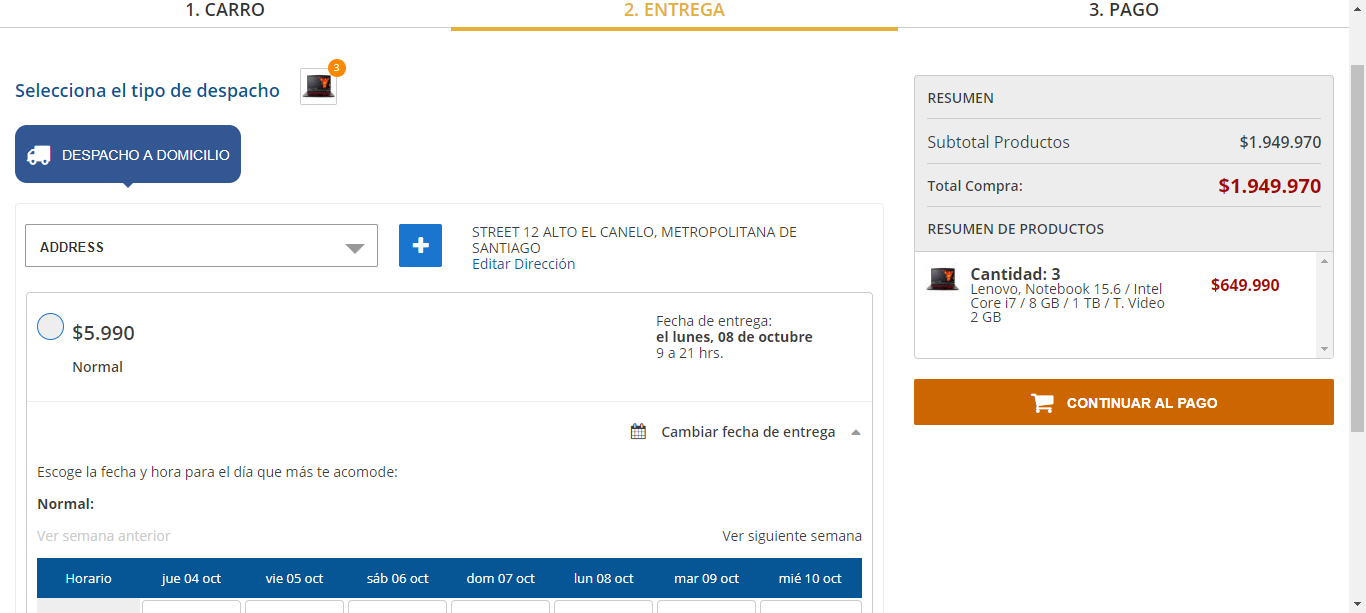 1. CARRO
2. ENTREGA
3. PAGO
Selecciona el tipo de despacho
3
DESPACHO A DOMICILIO
ADDRESS
+
STREET 12 ALTO EL CANELO, METROPOLITANA DE
SANTIAGO
Editar Dirección
$5.990
Normal
Fecha de entrega:
el lunes, 08 de octubre
9 a 21 hrs.
Cambiar fecha de entrega
Escoge la fecha y hora para el día que más te acomode:
Normal:
Ver semana anterior
Ver siguiente semana
Horario jue 04 oct vie 05 oct sáb 06 oct dom 07 oct lun 08 oct mar 09 oct mié 10 oct
RESUMEN
Subtotal Productos $1.949.970
Total Compra: $1.949.970
RESUMEN DE PRODUCTOS
Cantidad: 3
Lenovo, Notebook 15.6 / Intel
Core i7 / 8 GB / 1 TB / T. Video
2 GB
$649.990
CONTINUAR AL PAGO